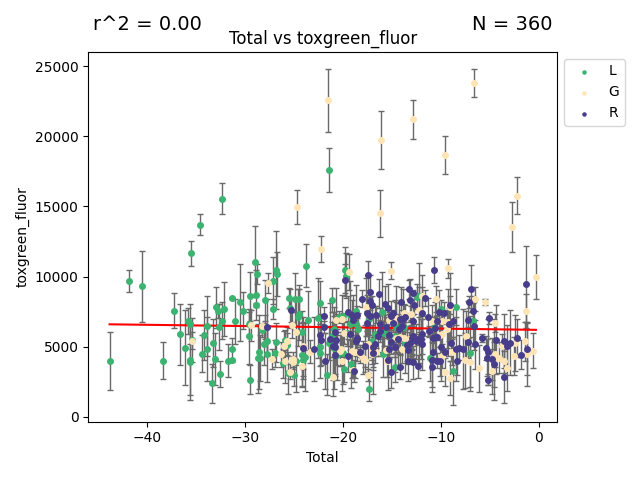 r^2 = 0.00
N = 360
Total vs toxgreen_fluor
25000
20000
15000
10000
5000
0
toxgreen_fluor
−40
−30
−20
−10
0
Total
L
G
R